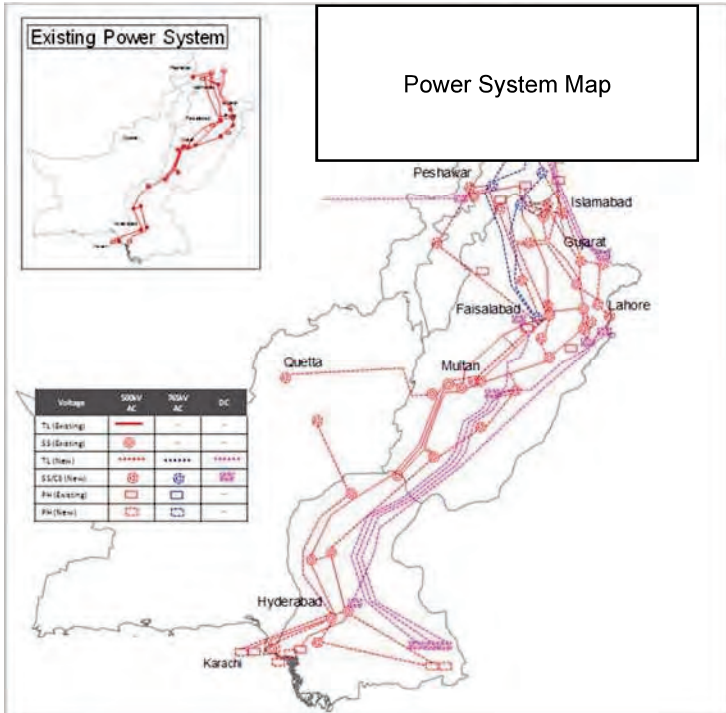 Existing Power System
Power System Map
Peshawar
Islamabad
Gujarat
Faisalabad
Lahore
Quetta
Multan
Voltage 500kV AC 765kV AC DC
TL (Existing) — —
SS (Existing) — —
TL (New)
SS/CS (New)
PH (Existing) —
PH (New) —
Hyderabad
Karachi